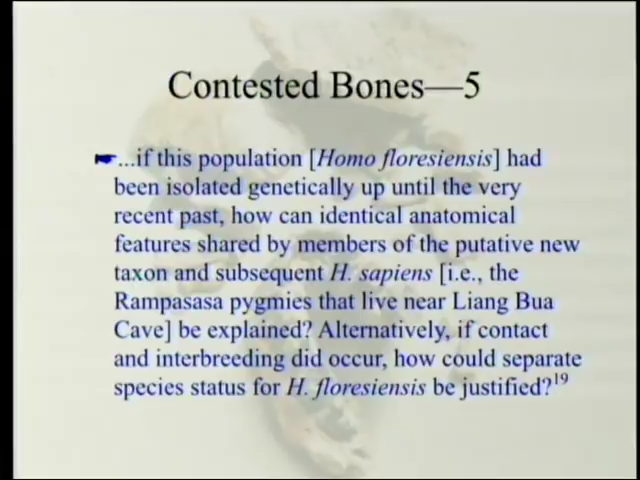 Contested Bones—5
...if this population [Homo floresiensis] had
been isolated genetically up until the very
recent past, how can identical anatomical
features shared by members of the putative new
taxon and subsequent H. sapiens [i.e., the
Rampasasa pygmies that live near Liang Bua
Cave] be explained? Alternatively, if contact
and interbreeding did occur, how could separate
species status for H. floresiensis be justified?19